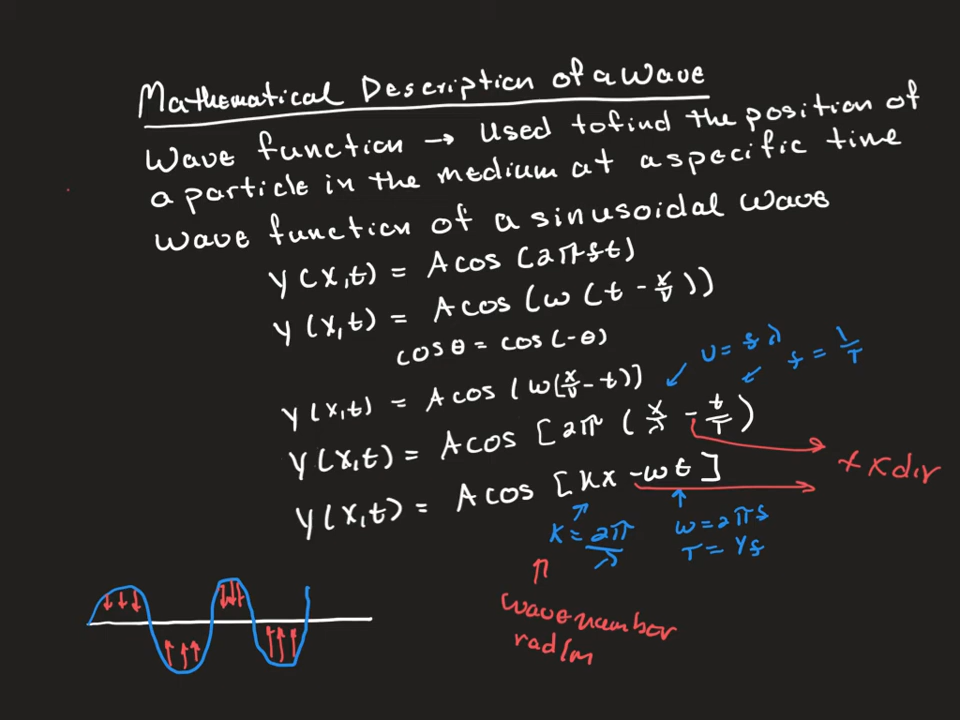 Mathematical Description of a Wave
Wave function → Used to find the position of
a particle in the medium at a specific time
Wave function of a sinusoidal wave
y(x,t) = A cos (2πft)
y(x,t) = A cos (ω (t - x/v))
cos θ = cos (-θ)
y(x,t) = A cos (ω(x/v - t)]
v = fλ
f = 1/T
y(x,t) = A cos [2π (x/λ - t/T)
+ x dir
y(x,t) = A cos [kx - ωt]
k = 2π/λ
ω = 2πf
T = 1/f
wave number
rad/m